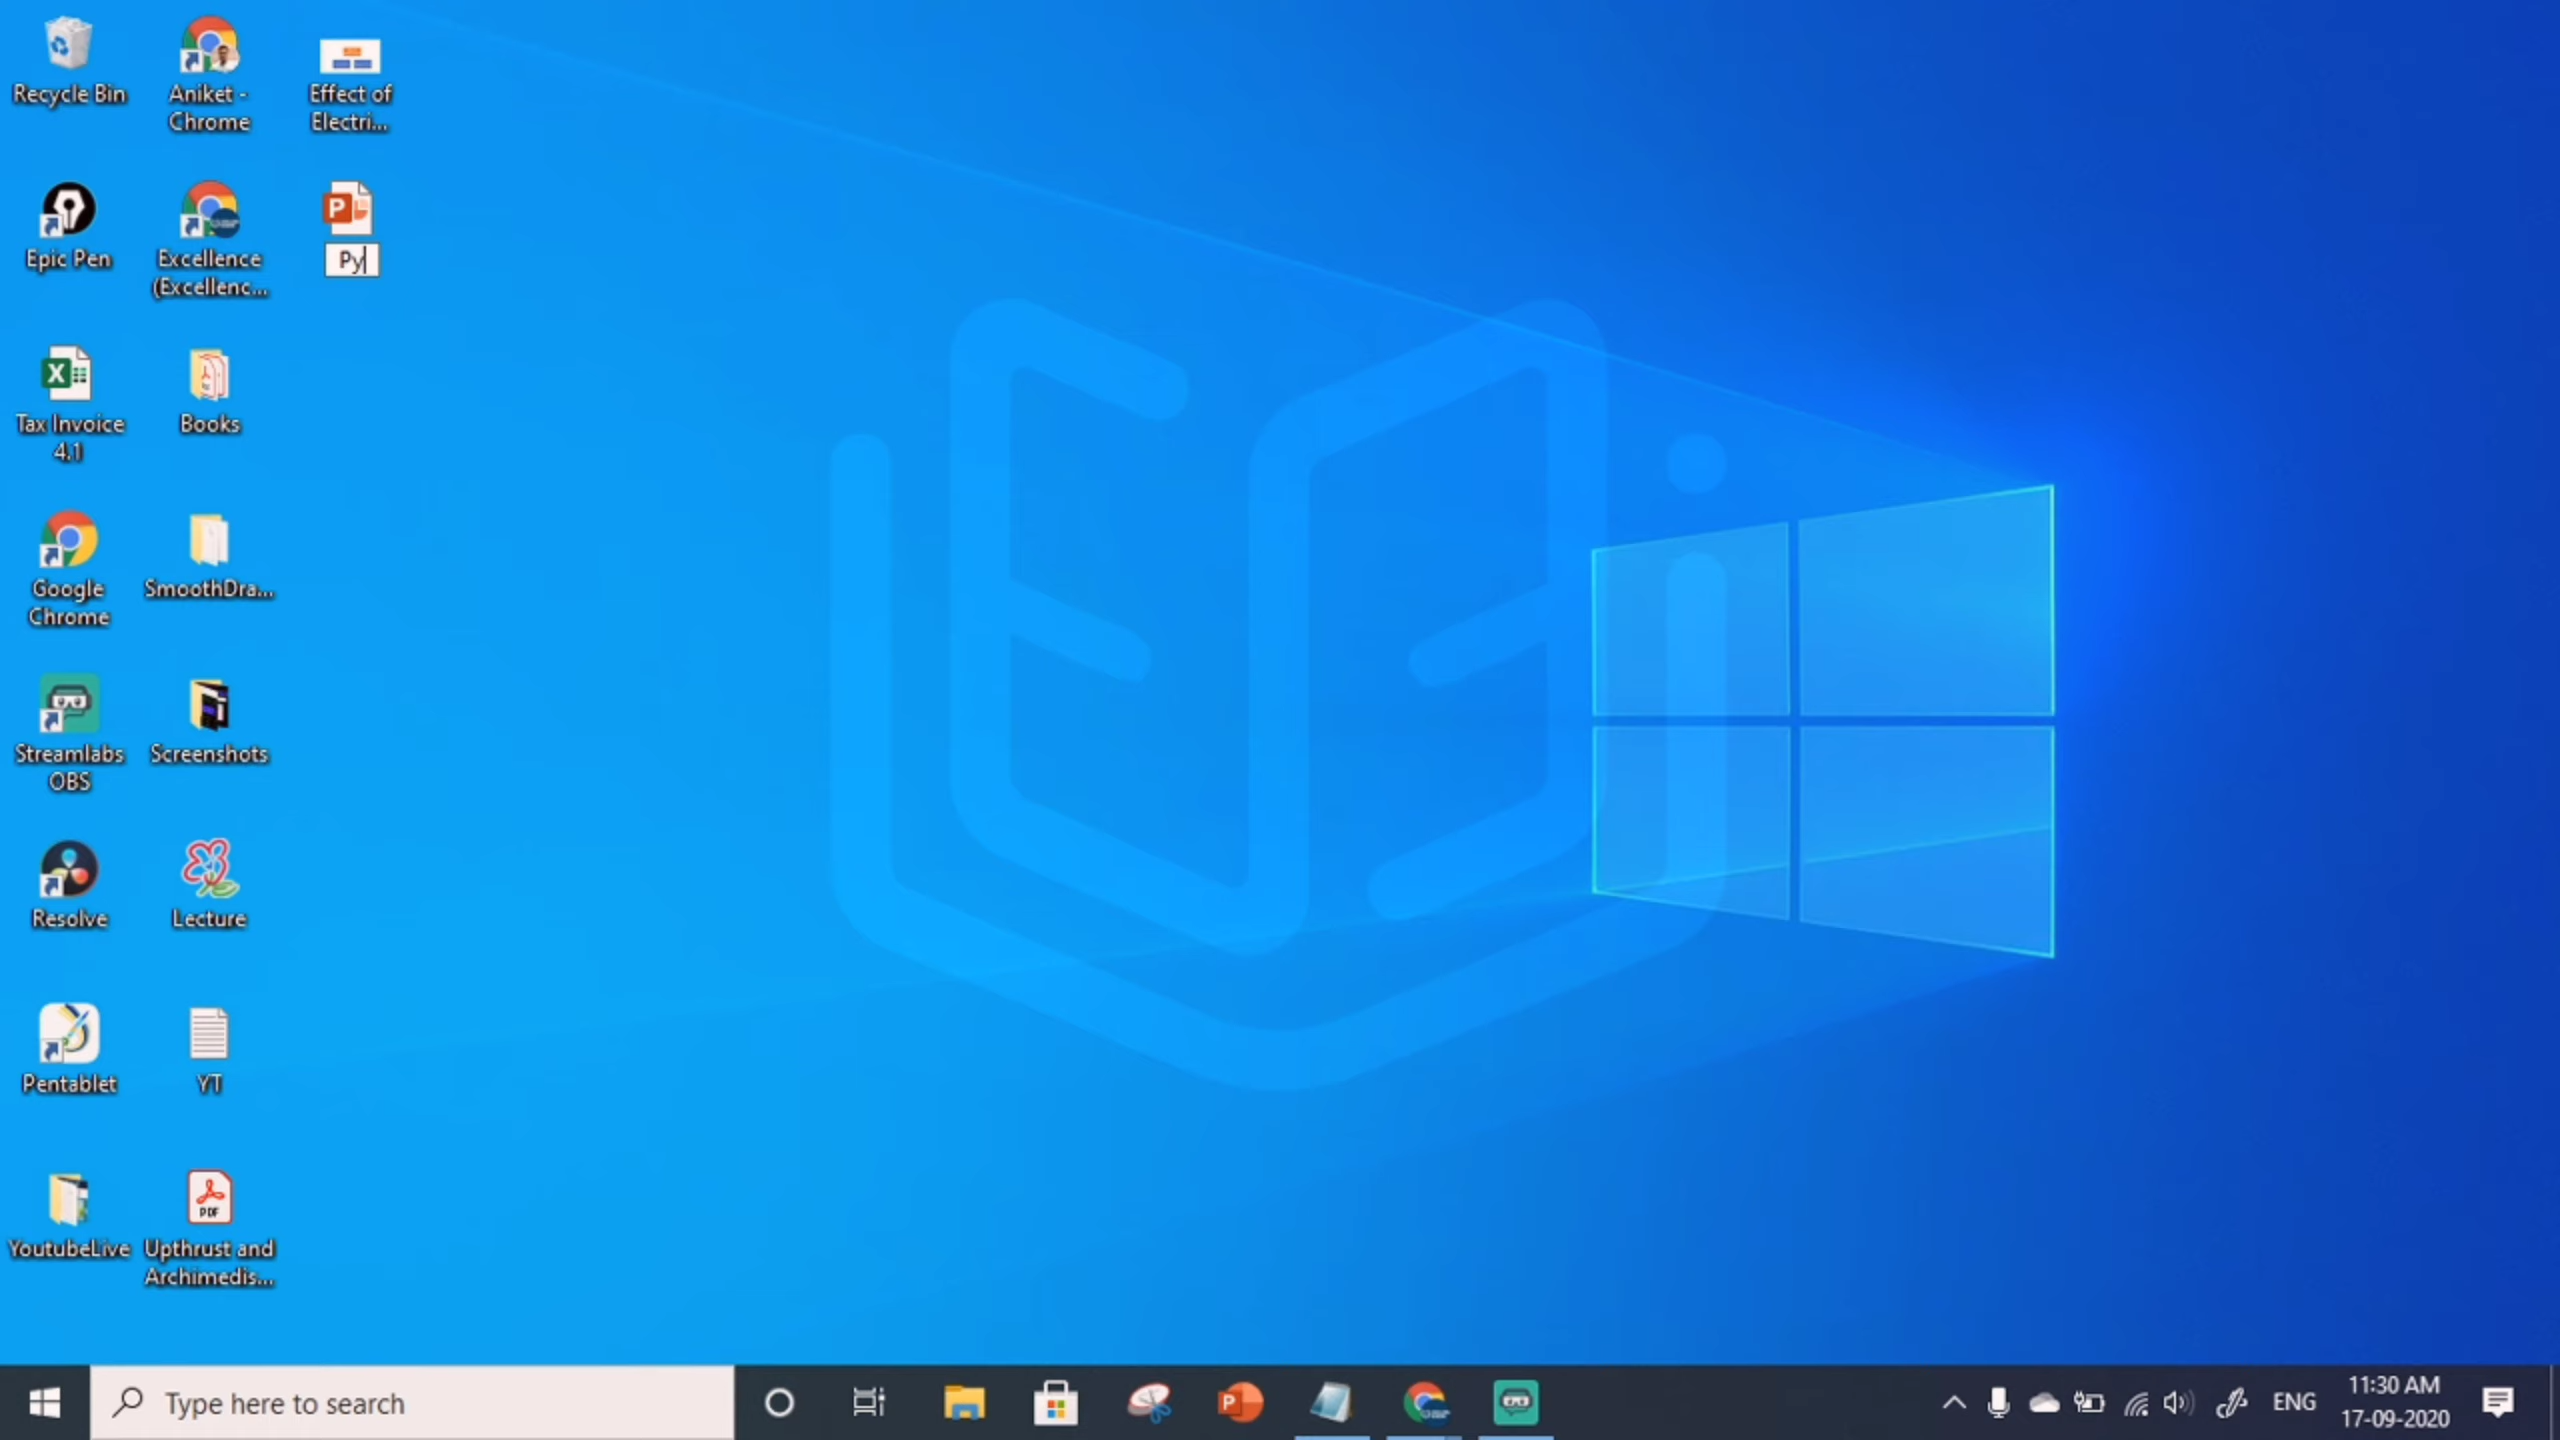 Recycle Bin
Aniket -
Chrome
Effect of
Electri...
Epic Pen
Excellence
(Excellenc...
Py
Tax Invoice
4.1
Books
Google
Chrome
SmoothDra...
Streamlabs
OBS
Screenshots
Resolve
Lecture
Pentablet
YT
YoutubeLive
Upthrust and
Archimedis...
Type here to search
ENG
11:30 AM
17-09-2020